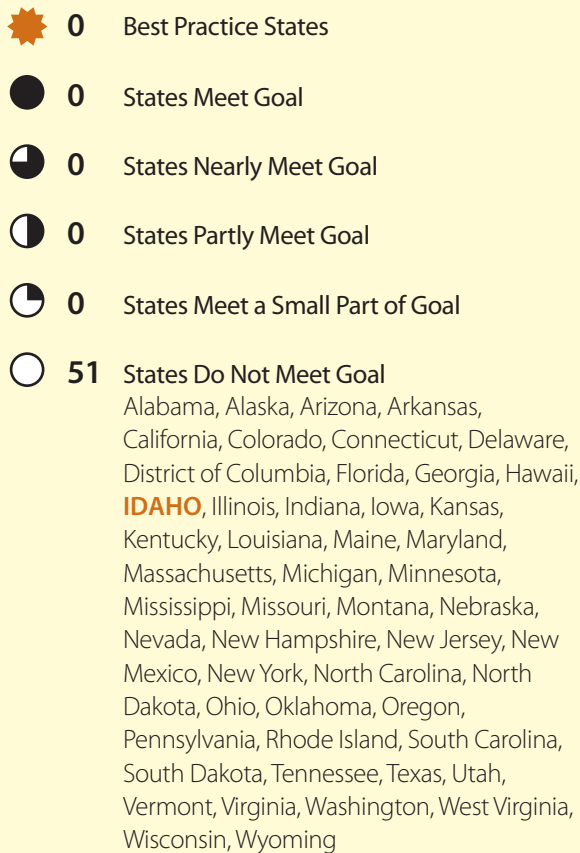 0 Best Practice States
0 States Meet Goal
0 States Nearly Meet Goal
0 States Partly Meet Goal
0 States Meet a Small Part of Goal
51 States Do Not Meet Goal
Alabama, Alaska, Arizona, Arkansas,
California, Colorado, Connecticut, Delaware,
District of Columbia, Florida, Georgia, Hawaii,
IDAHO, Illinois, Indiana, Iowa, Kansas,
Kentucky, Louisiana, Maine, Maryland,
Massachusetts, Michigan, Minnesota,
Mississippi, Missouri, Montana, Nebraska,
Nevada, New Hampshire, New Jersey, New
Mexico, New York, North Carolina, North
Dakota, Ohio, Oklahoma, Oregon,
Pennsylvania, Rhode Island, South Carolina,
South Dakota, Tennessee, Texas, Utah,
Vermont, Virginia, Washington, West Virginia,
Wisconsin, Wyoming